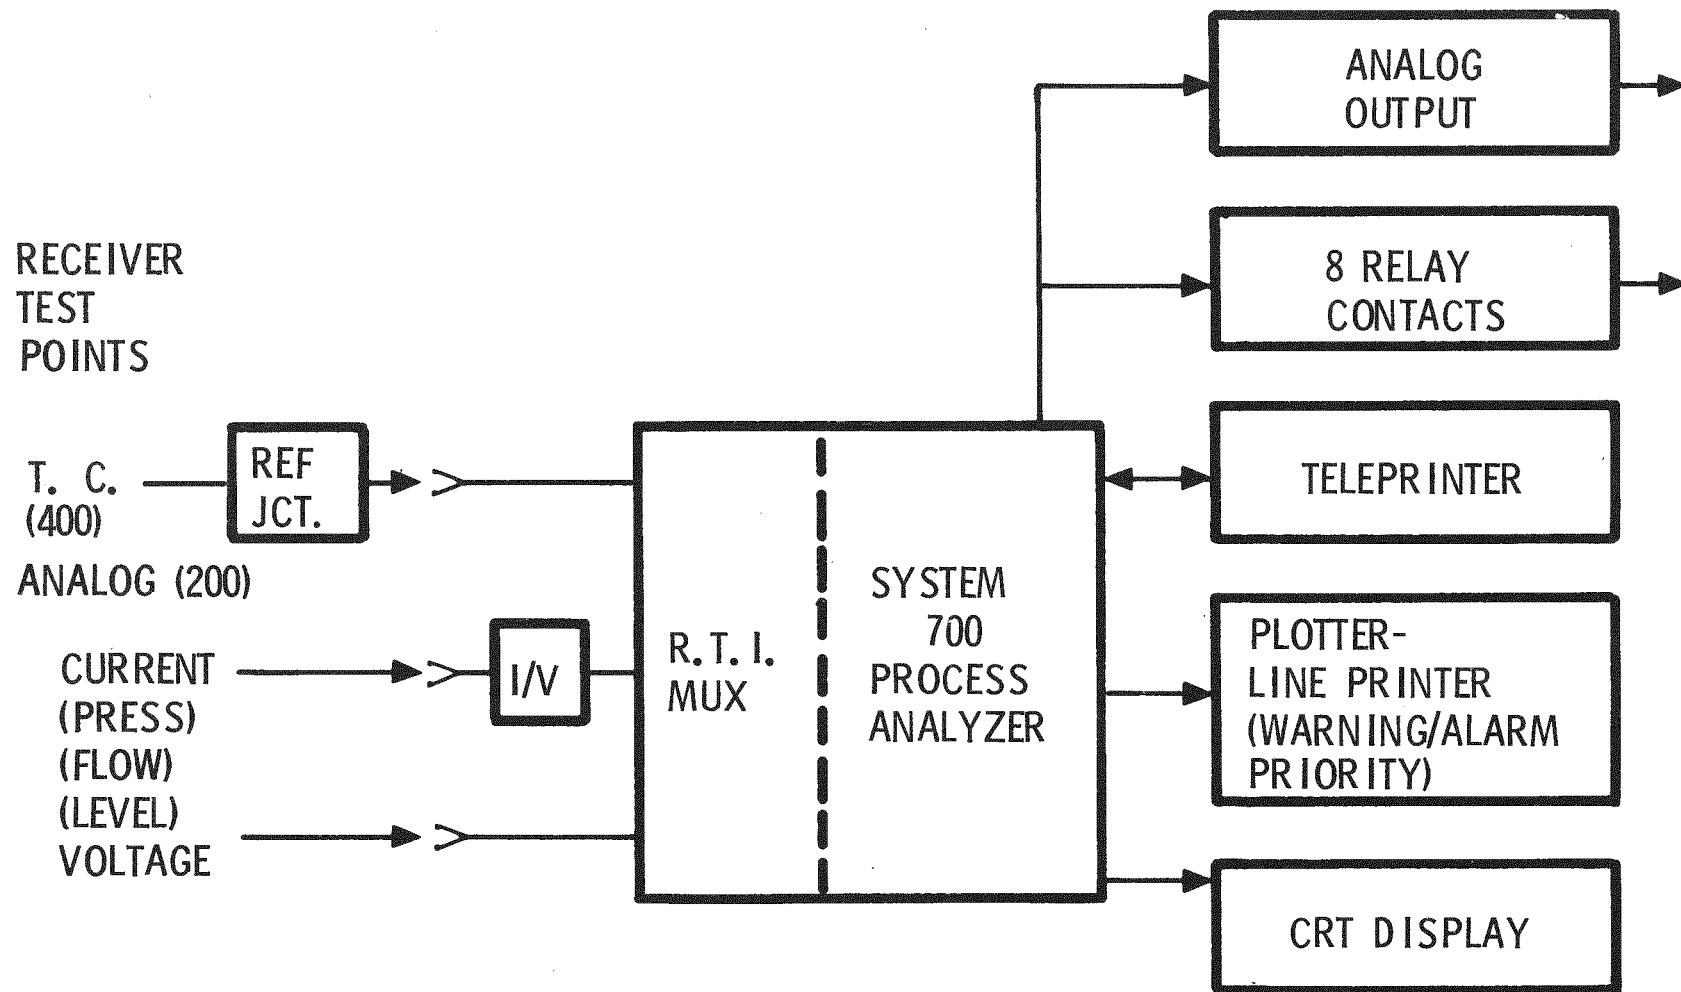 RECEIVER
TEST
POINTS
T. C.
(400)
REF
JCT.
ANALOG (200)
CURRENT
(PRESS)
(FLOW)
(LEVEL)
VOLTAGE
I/V
R. T. I.
MUX
SYSTEM
700
PROCESS
ANALYZER
ANALOG
OUTPUT
8 RELAY
CONTACTS
TELEPRINTER
PLOTTER-
LINE PRINTER
(WARNING/ALARM
PRIORITY)
CRT DISPLAY